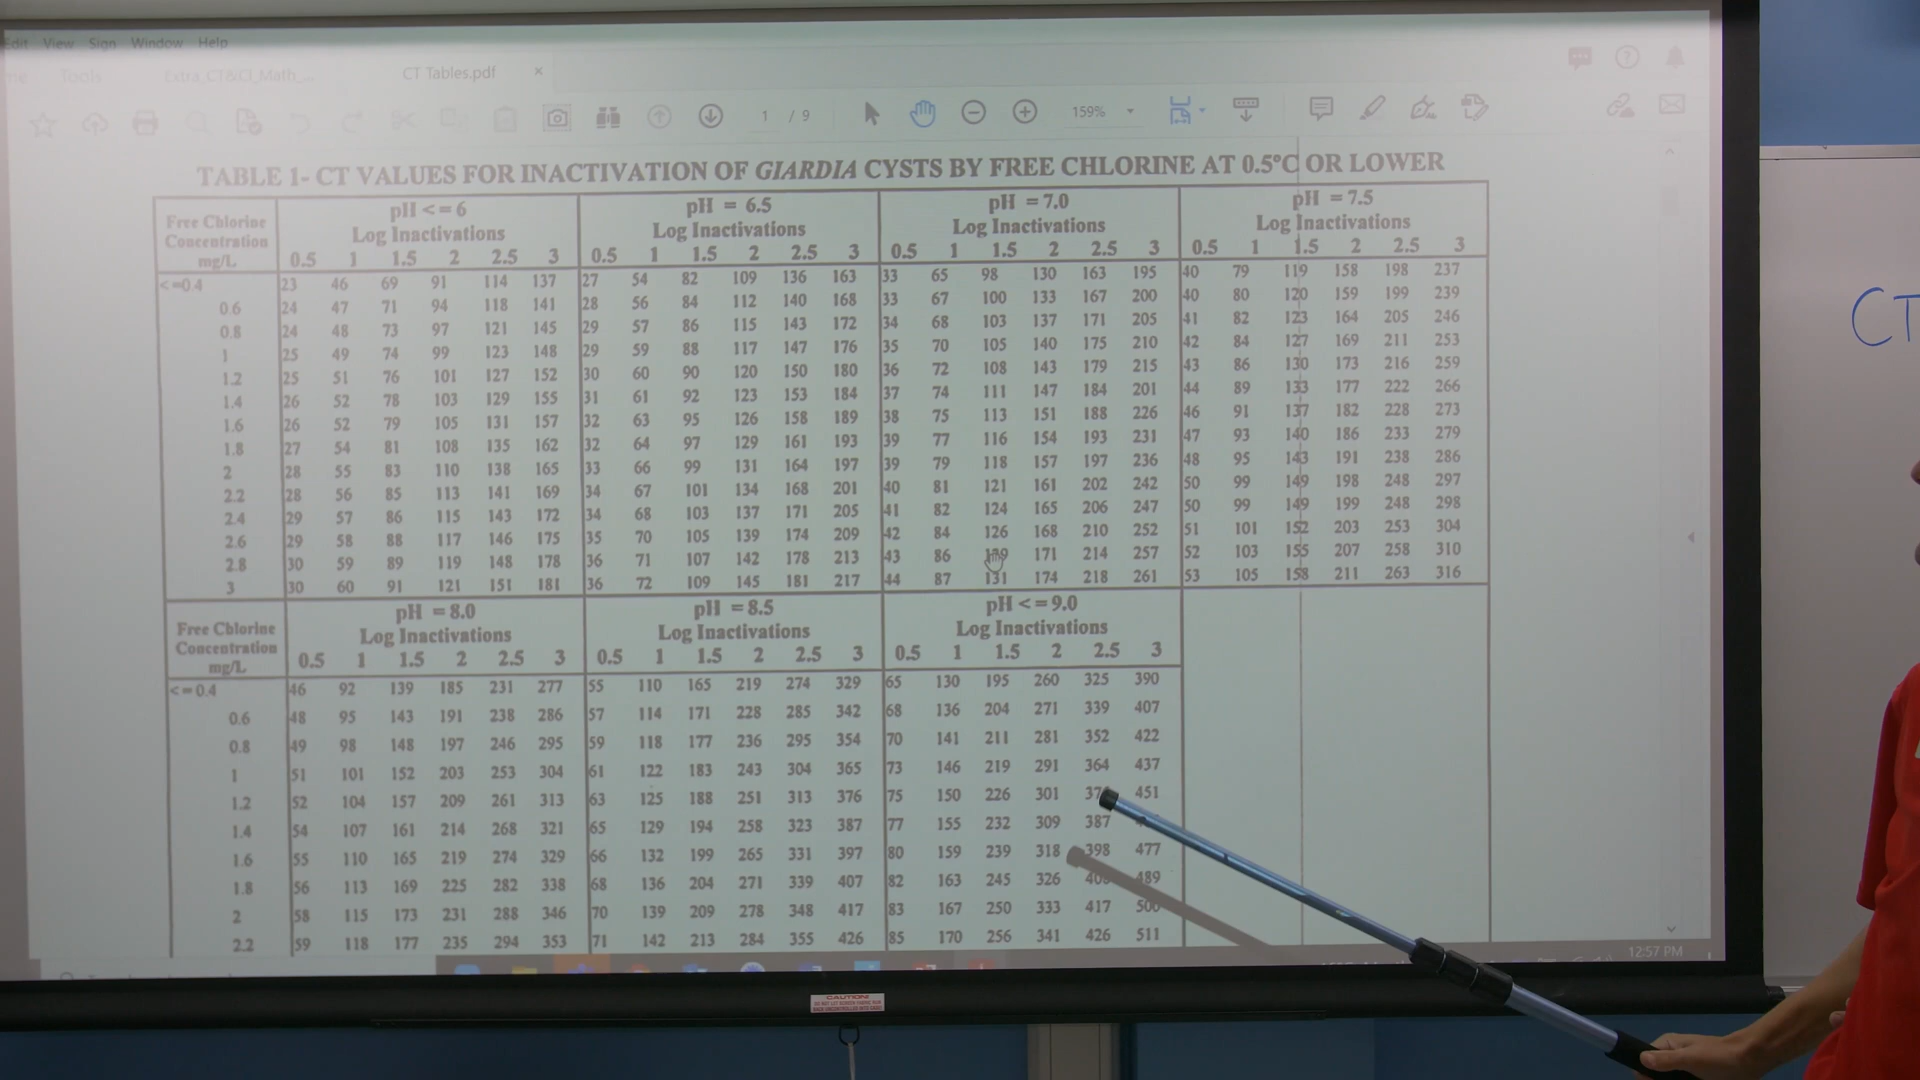 Edit View Sign Window Help
Tools Extra_CT&Cl_Math_... CT Tables.pdf ×
1 / 9 159%
TABLE 1- CT VALUES FOR INACTIVATION OF GIARDIA CYSTS BY FREE CHLORINE AT 0.5°C OR LOWER
Free Chlorine Concentration mg/L pH <= 6 pH = 6.5 pH = 7.0 pH = 7.5
Log Inactivations Log Inactivations Log Inactivations Log Inactivations
0.5 1 1.5 2 2.5 3 0.5 1 1.5 2 2.5 3 0.5 1 1.5 2 2.5 3 0.5 1 1.5 2 2.5 3
<=0.4 23 46 69 91 114 137 27 54 82 109 136 163 33 65 98 130 163 195 40 79 119 158 198 237
0.6 24 47 71 94 118 141 28 56 84 112 140 168 33 67 100 133 167 200 40 80 120 159 199 239
0.8 24 48 73 97 121 145 29 57 86 115 143 172 34 68 103 137 171 205 41 82 123 164 205 246
1 25 49 74 99 123 148 29 59 88 117 147 176 35 70 105 140 175 210 42 84 127 169 211 253
1.2 25 51 76 101 127 152 30 60 90 120 150 180 36 72 108 143 179 215 43 86 130 173 216 259
1.4 26 52 78 103 129 155 31 61 92 123 153 184 37 74 111 147 184 201 44 89 133 177 222 266
1.6 26 52 79 105 131 157 32 63 95 126 158 189 38 75 113 151 188 226 46 91 137 182 228 273
1.8 27 54 81 108 135 162 32 64 97 129 161 193 39 77 116 154 193 231 47 93 140 186 233 279
2 28 55 83 110 138 165 33 66 99 131 164 197 39 79 118 157 197 236 48 95 143 191 238 286
2.2 28 56 85 113 141 169 34 67 101 134 168 201 40 81 121 161 202 242 50 99 149 198 248 297
2.4 29 57 86 115 143 172 34 68 103 137 171 205 41 82 124 165 206 247 50 99 149 199 248 298
2.6 29 58 88 117 146 175 35 70 105 139 174 209 42 84 126 168 210 252 51 101 152 203 253 304
2.8 30 59 89 119 148 178 36 71 107 142 178 213 43 86 171 214 257 52 103 155 207 258 310
3 30 60 91 121 151 181 36 72 109 145 181 217 44 87 131 174 218 261 53 105 158 211 263 316
Free Chlorine Concentration mg/L pH = 8.0 pH = 8.5 pH <= 9.0
Log Inactivations Log Inactivations Log Inactivations
0.5 1 1.5 2 2.5 3 0.5 1 1.5 2 2.5 3 0.5 1 1.5 2 2.5 3
<=0.4 46 92 139 185 231 277 55 110 165 219 274 329 65 130 195 260 325 390
0.6 48 95 143 191 238 286 57 114 171 228 285 342 68 136 204 271 339 407
0.8 49 98 148 197 246 295 59 118 177 236 295 354 70 141 211 281 352 422
1 51 101 152 203 253 304 61 122 183 243 304 365 73 146 219 291 364 437
1.2 52 104 157 209 261 313 63 125 188 251 313 376 75 150 226 301 451
1.4 54 107 161 214 268 321 65 129 194 258 323 387 77 155 232 309 387
1.6 55 110 165 219 274 329 66 132 199 265 331 397 80 159 239 318 398 477
1.8 56 113 169 225 282 338 68 136 204 271 339 407 82 163 245 326 489
2 58 115 173 231 288 346 70 139 209 278 348 417 83 167 250 333 417 500
2.2 59 118 177 235 294 353 71 142 213 284 355 426 85 170 256 341 426 511
12:57 PM
CAUTION!
CT